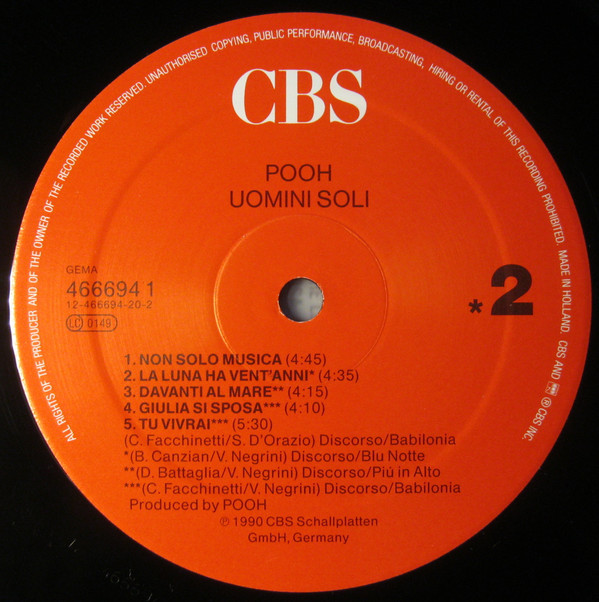 ALL RIGHTS OF THE PRODUCER AND OF THE OWNER OF THE RECORDED WORK RESERVED. UNAUTHORISED COPYING, PUBLIC PERFORMANCE, BROADCASTING, HIRING OR RENTAL OF THIS RECORDING PROHIBITED. MADE IN HOLLAND. CBS AND ℗ CBS INC.
CBS
POOH
UOMINI SOLI
GEMA
466694 1
12-466694-20-2
LC 0149
*2
1. NON SOLO MUSICA (4:45)
2. LA LUNA HA VENT'ANNI* (4:35)
3. DAVANTI AL MARE** (4:15)
4. GIULIA SI SPOSA*** (4:10)
5. TU VIVRAI*** (5:30)
(C. Facchinetti/S. D'Orazio) Discorso/Babilonia
*(B. Canzian/V. Negrini) Discorso/Blu Notte
**(D. Battaglia/V. Negrini) Discorso/Più in Alto
***(C. Facchinetti/V. Negrini) Discorso/Babilonia
Produced by POOH
℗ 1990 CBS Schallplatten
GmbH, Germany